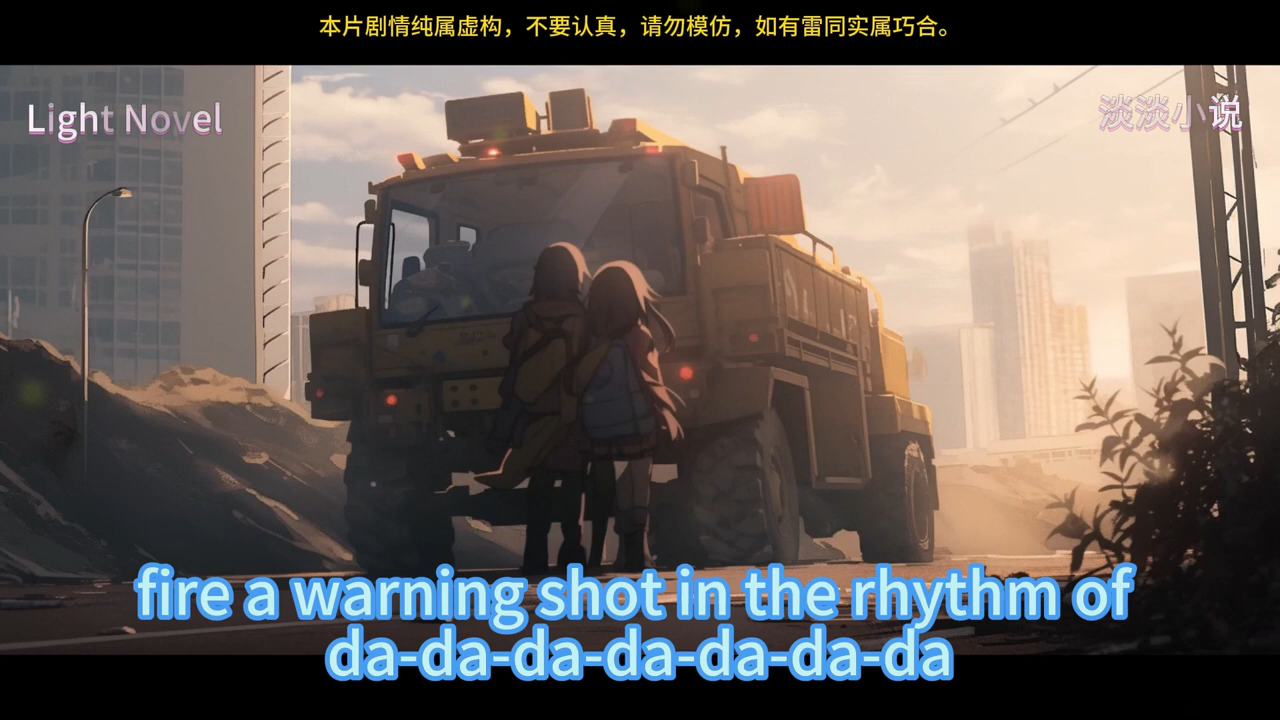 本片剧情纯属虚构，不要认真，请勿模仿，如有雷同实属巧合。
Light Novel
淡淡小说
fire a warning shot in the rhythm of
da-da-da-da-da-da-da